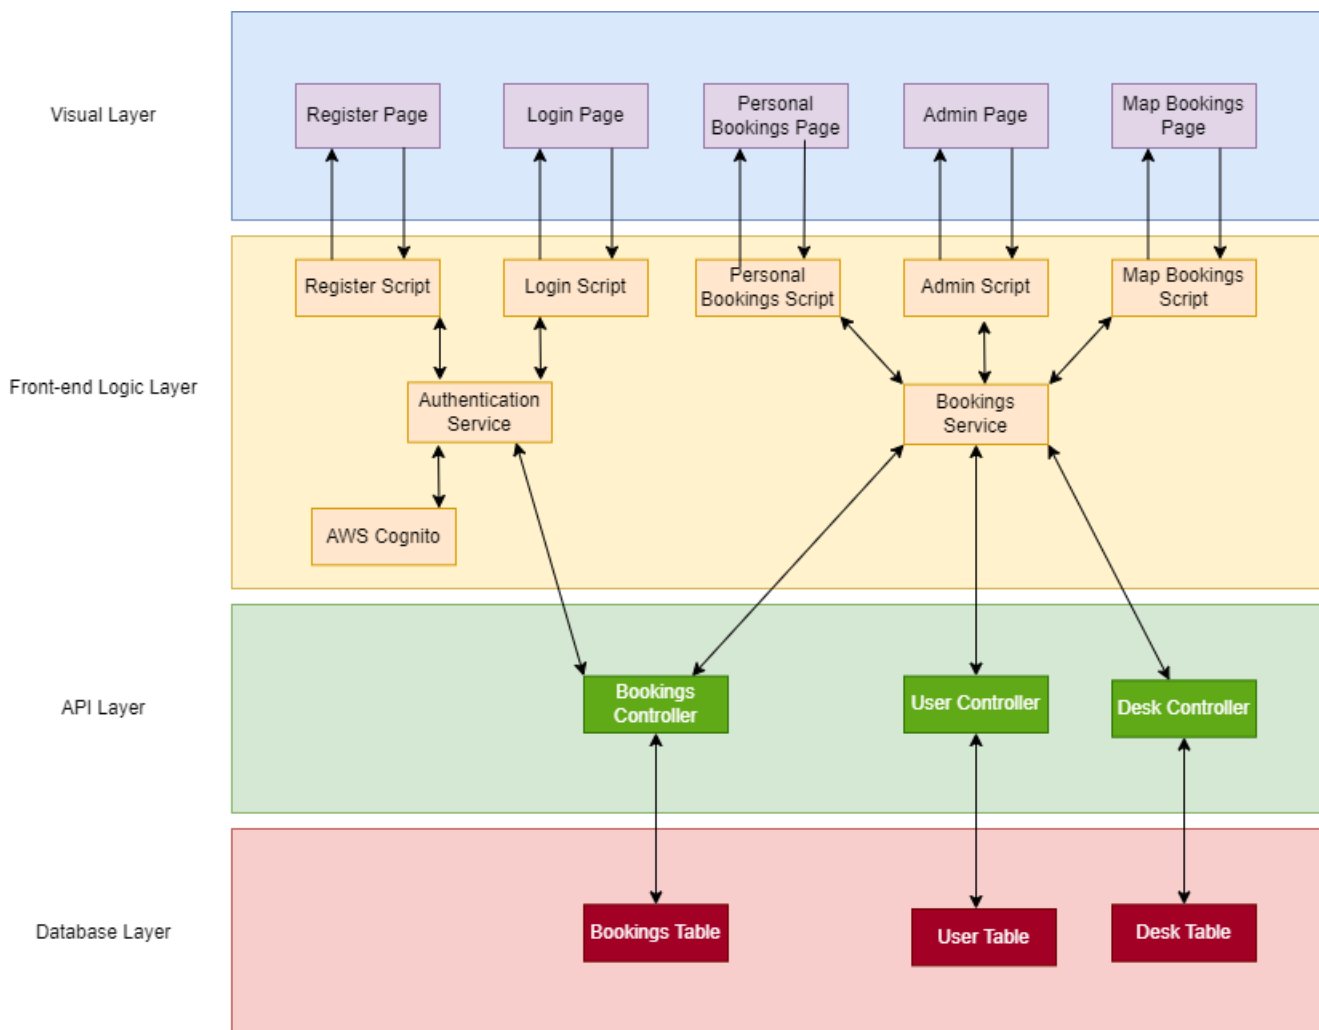 Visual Layer
Register Page
Login Page
Personal
Bookings Page
Admin Page
Map Bookings
Page
Front-end Logic Layer
Register Script
Login Script
Personal
Bookings Script
Admin Script
Map Bookings
Script
Authentication
Service
Bookings
Service
AWS Cognito
API Layer
Bookings
Controller
User Controller
Desk Controller
Database Layer
Bookings Table
User Table
Desk Table